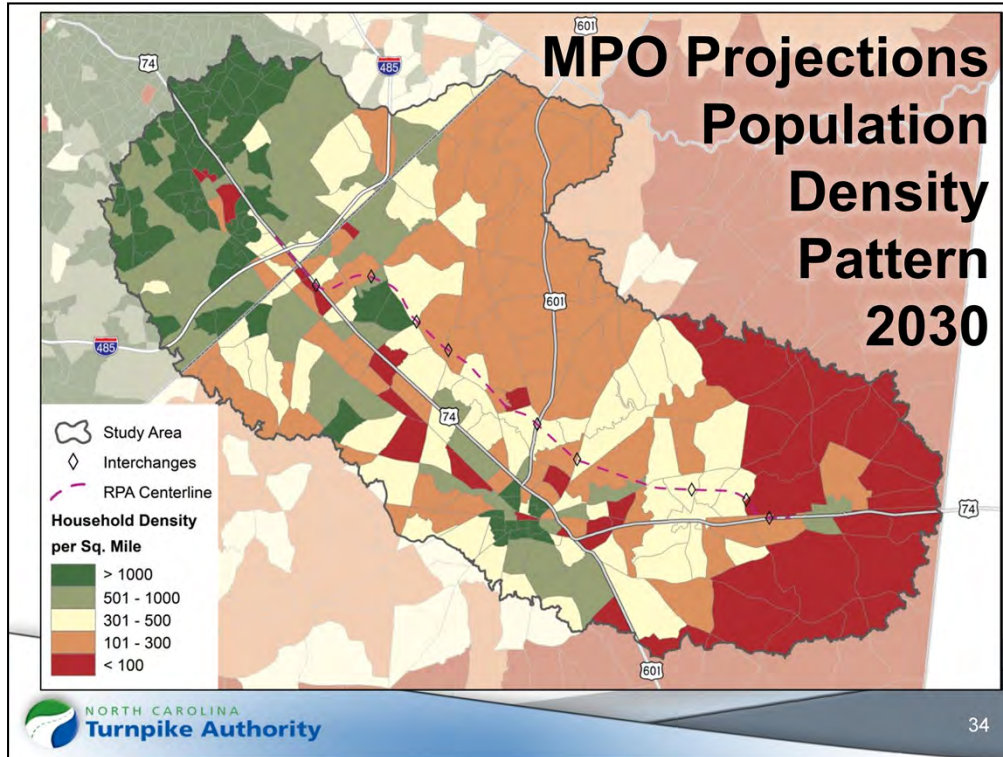 MPO Projections
Population
Density
Pattern
2030
601
74
485
601
485
74
74
601
Study Area
Interchanges
RPA Centerline
Household Density
per Sq. Mile
> 1000
501 - 1000
301 - 500
101 - 300
< 100
NORTH CAROLINA
Turnpike Authority
34